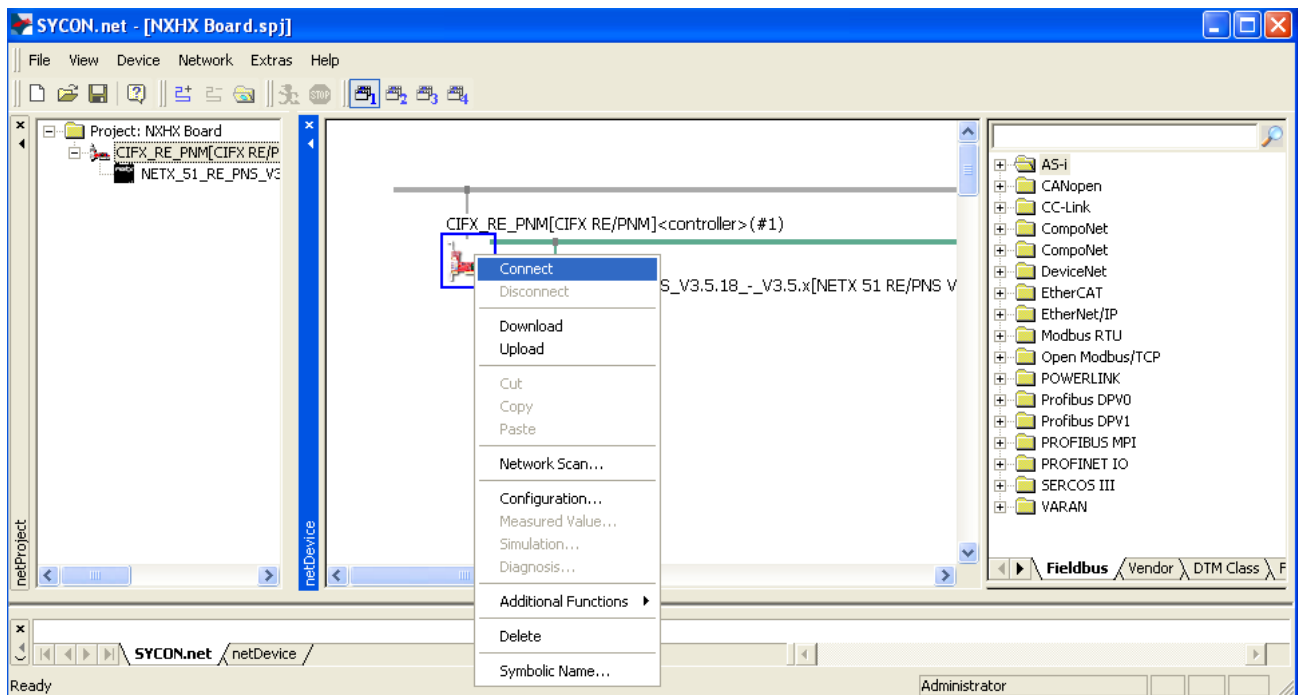 SYCON.net - [NXHX Board.spj]
File View Device Network Extras Help
Project: NXHX Board
CIFX_RE_PNM[CIFX RE/P
NETX_51_RE_PNS_V3
netProject
netDevice
CIFX_RE_PNM[CIFX RE/PNM]<controller>(#1)
S_V3.5.18_-_V3.5.x[NETX 51 RE/PNS V
Connect
Disconnect
Download
Upload
Cut
Copy
Paste
Network Scan...
Configuration...
Measured Value...
Simulation...
Diagnosis...
Additional Functions
Delete
Symbolic Name...
AS-i
CANopen
CC-Link
CompoNet
CompoNet
DeviceNet
EtherCAT
EtherNet/IP
Modbus RTU
Open Modbus/TCP
POWERLINK
Profibus DPV0
Profibus DPV1
PROFIBUS MPI
PROFINET IO
SERCOS III
VARAN
Fieldbus Vendor DTM Class F
SYCON.net netDevice
Ready Administrator